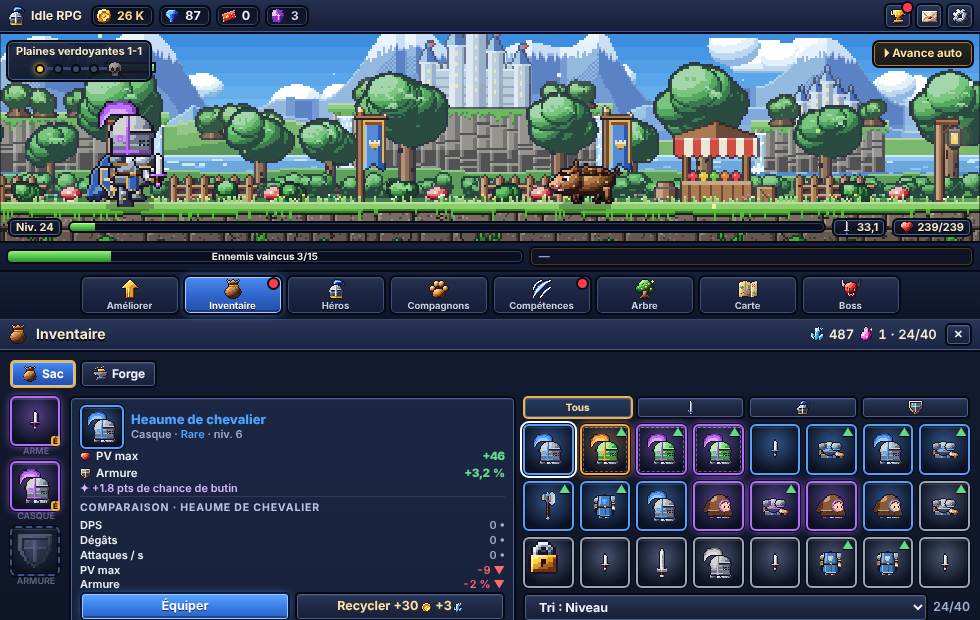 Idle RPG 26 K 87 0 3
Plaines verdoyantes 1-1
Avance auto
Niv. 24
33,1
239/239
Ennemis vaincus 3/15
—
Améliorer
Inventaire
Héros
Compagnons
Compétences
Arbre
Carte
Boss
Inventaire
487 1 · 24/40 ×
Sac
Forge
E
ARME
E
CASQUE
ARMURE
Heaume de chevalier
Casque · Rare · niv. 6
PV max +46
Armure +3,2 %
+1.8 pts de chance de butin
COMPARAISON · HEAUME DE CHEVALIER
DPS 0 •
Dégâts 0 •
Attaques / s 0 •
PV max -9 ▼
Armure -2 % ▼
Équiper
Recycler +30 +3
Tous
Tri : Niveau
24/40